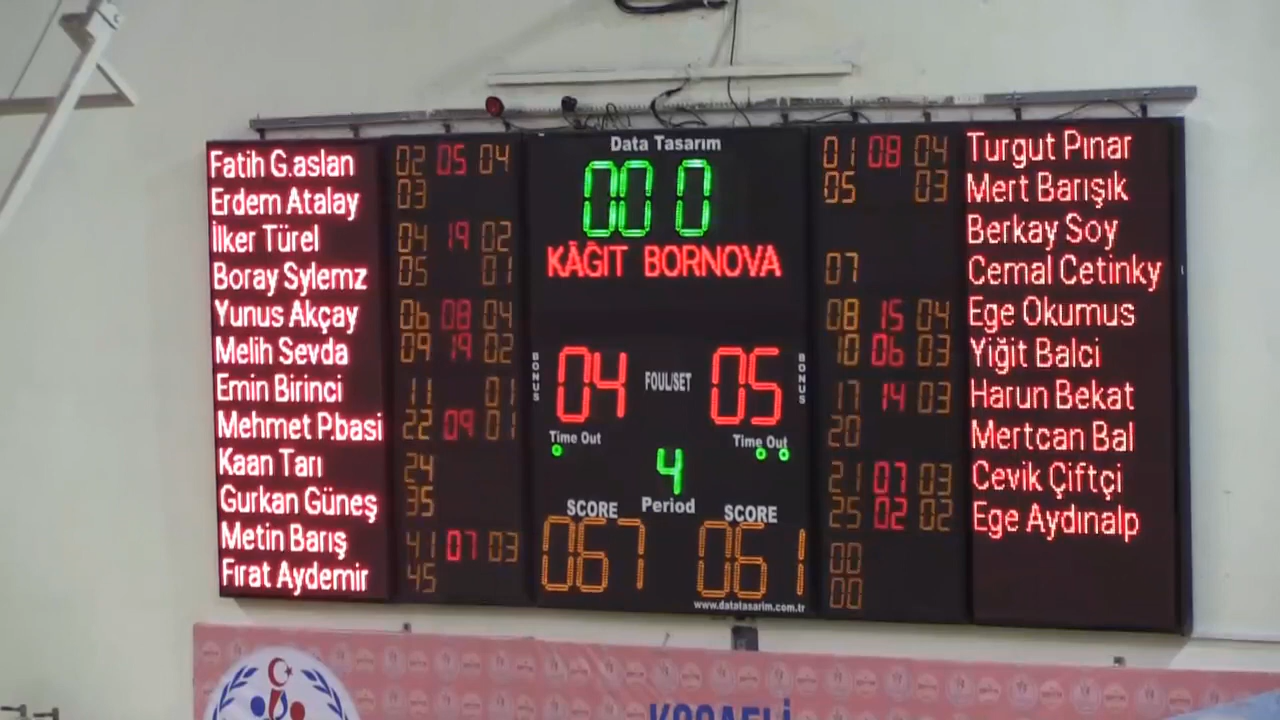 Data Tasarım
00:0 0
KÂĞIT BORNOVA
Fatih G.aslan 02 05 04
Erdem Atalay 03
İlker Türel 04 19 02
Boray Sylemz 05 01
Yunus Akçay 06 08 04
Melih Sevda 09 19 02
Emin Birinci 11 01
Mehmet P.basi 22 09 01
Kaan Tarı 24
Gurkan Güneş 35
Metin Barış 41 07 03
Fırat Aydemir 45
BONUS 04 FOUL/SET 05 BONUS
Time Out Time Out
4
Period
SCORE SCORE
067 061
www.datatasarim.com.tr
01 08 04 Turgut Pınar
05 03 Mert Barışık
Berkay Soy
07 Cemal Cetinky
08 15 04 Ege Okumus
10 06 03 Yiğit Balci
17 14 03 Harun Bekat
20 Mertcan Bal
21 07 03 Cevik Çiftçi
25 02 02 Ege Aydınalp
00
00
KOCAELİ